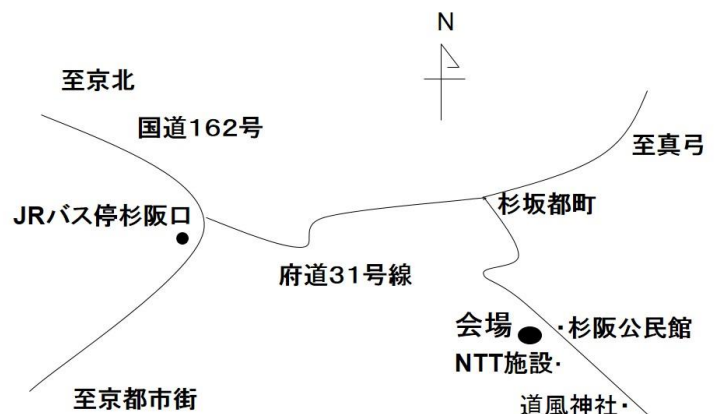 N
至京北
国道162号
至真弓
JRバス停杉阪口
杉坂都町
府道31号線
会場
・杉阪公民館
NTT施設・
至京都市街
道風神社・